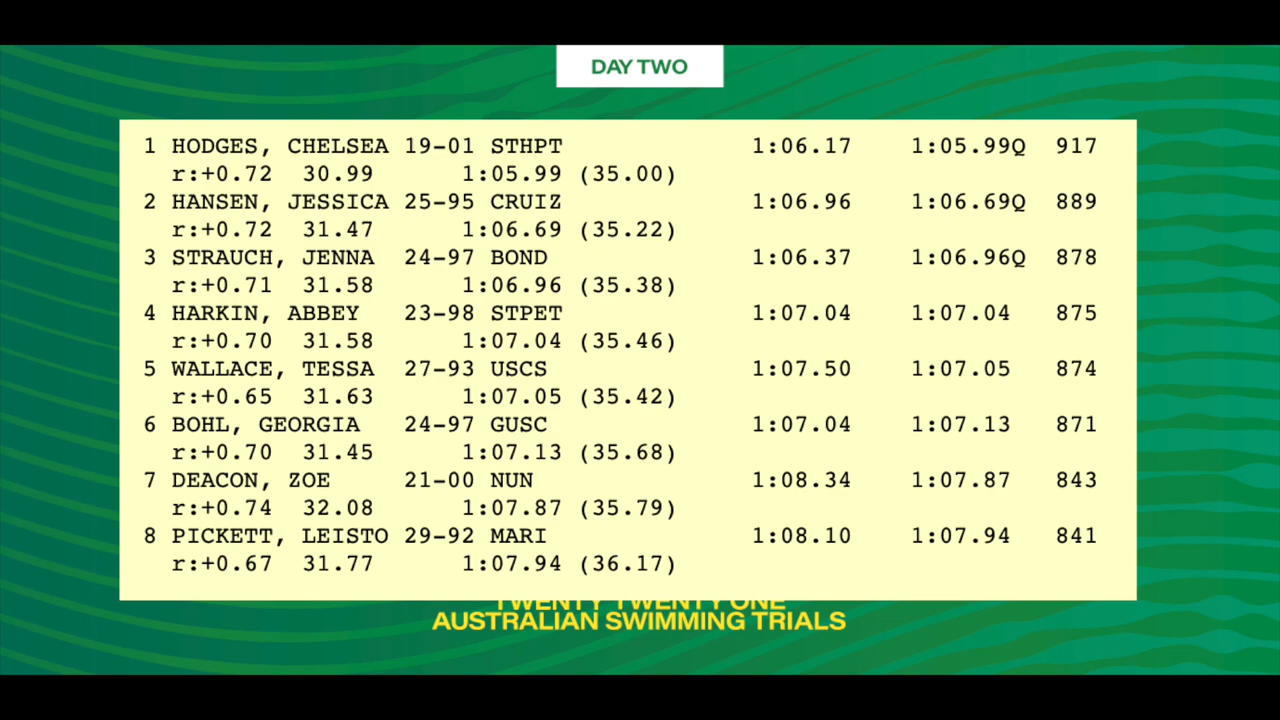 DAY TWO
1 HODGES, CHELSEA 19-01 STHPT 1:06.17 1:05.99Q 917
r:+0.72 30.99 1:05.99 (35.00)
2 HANSEN, JESSICA 25-95 CRUIZ 1:06.96 1:06.69Q 889
r:+0.72 31.47 1:06.69 (35.22)
3 STRAUCH, JENNA 24-97 BOND 1:06.37 1:06.96Q 878
r:+0.71 31.58 1:06.96 (35.38)
4 HARKIN, ABBEY 23-98 STPET 1:07.04 1:07.04 875
r:+0.70 31.58 1:07.04 (35.46)
5 WALLACE, TESSA 27-93 USCS 1:07.50 1:07.05 874
r:+0.65 31.63 1:07.05 (35.42)
6 BOHL, GEORGIA 24-97 GUSC 1:07.04 1:07.13 871
r:+0.70 31.45 1:07.13 (35.68)
7 DEACON, ZOE 21-00 NUN 1:08.34 1:07.87 843
r:+0.74 32.08 1:07.87 (35.79)
8 PICKETT, LEISTO 29-92 MARI 1:08.10 1:07.94 841
r:+0.67 31.77 1:07.94 (36.17)
TWENTY TWENTY ONE
AUSTRALIAN SWIMMING TRIALS